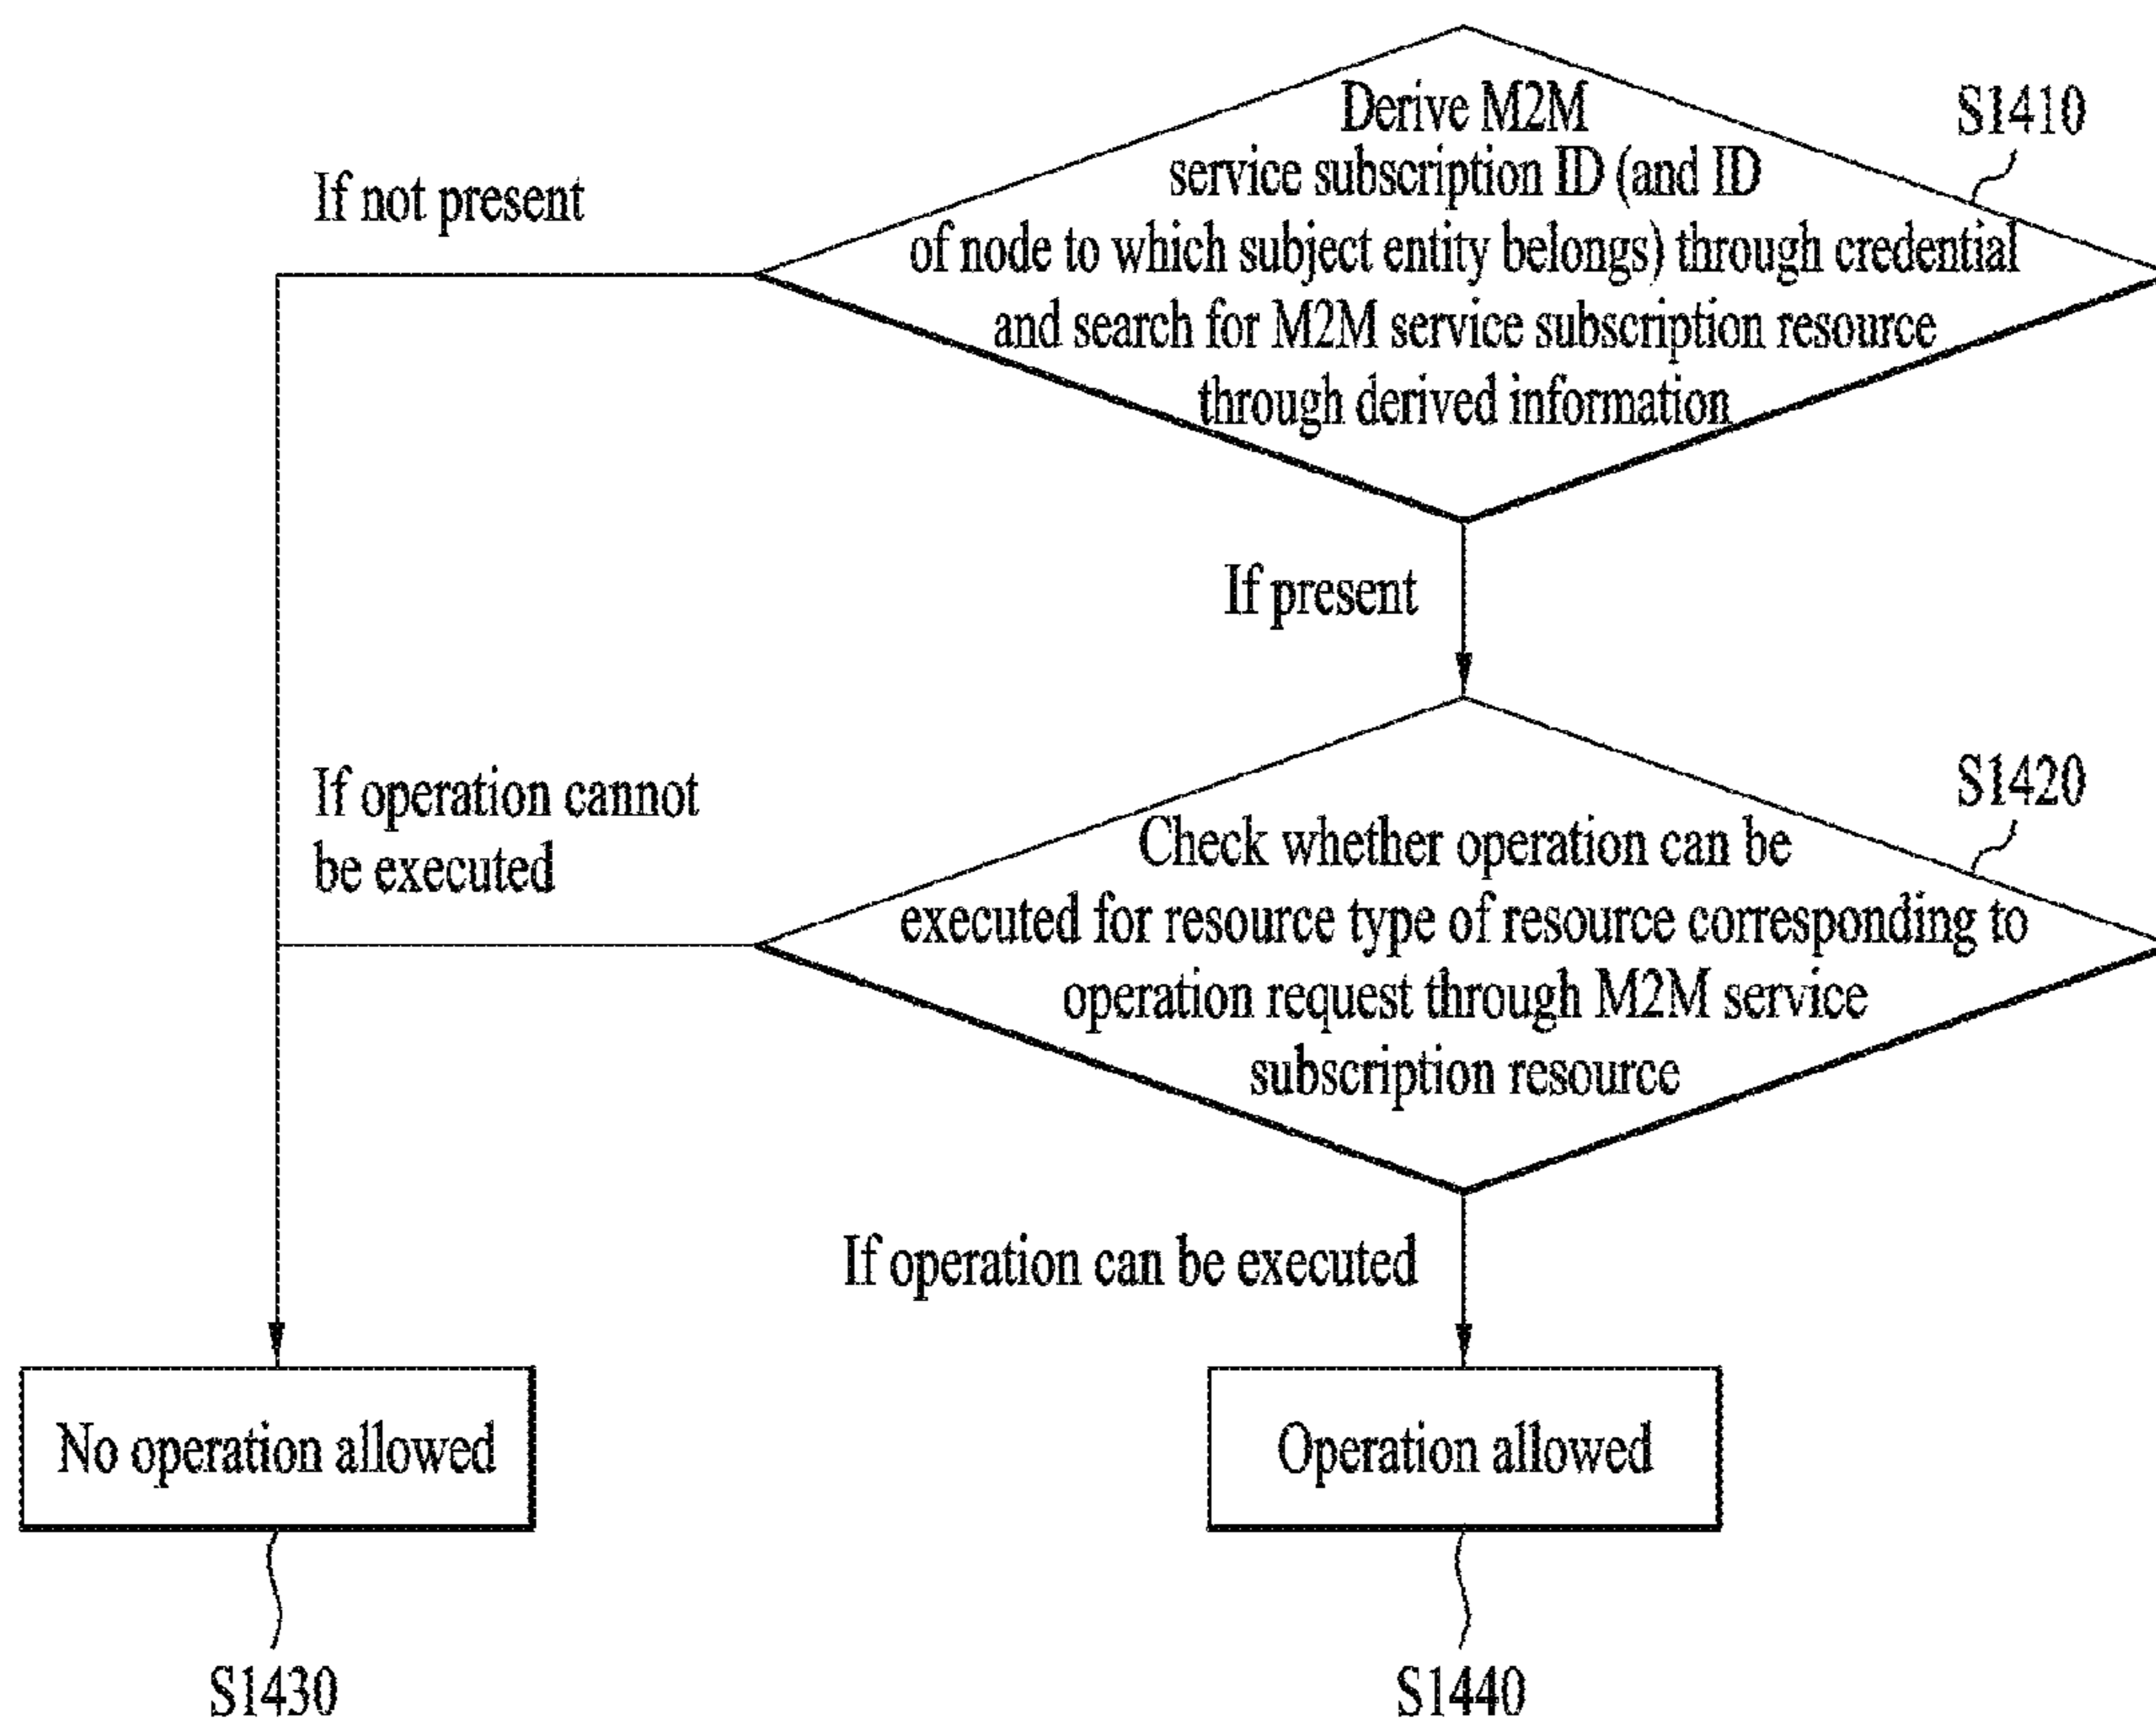 Derive M2M
service subscription ID (and ID
of node to which subject entity belongs) through credential
and search for M2M service subscription resource
through derived information
S1410
If not present
If present
If operation cannot
be executed
Check whether operation can be
executed for resource type of resource corresponding to
operation request through M2M service
subscription resource
S1420
If operation can be executed
No operation allowed
Operation allowed
S1430
S1440